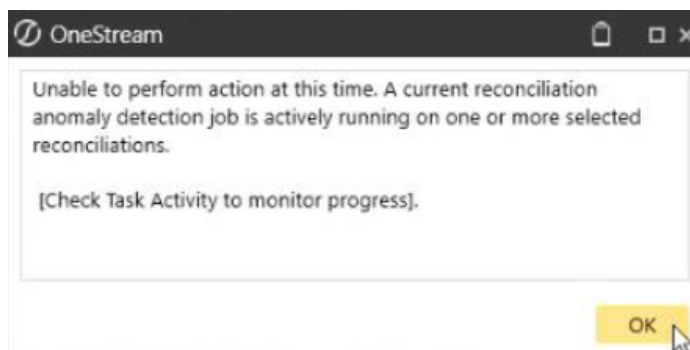 OneStream
Unable to perform action at this time. A current reconciliation
anomaly detection job is actively running on one or more selected
reconciliations.
[Check Task Activity to monitor progress].
OK